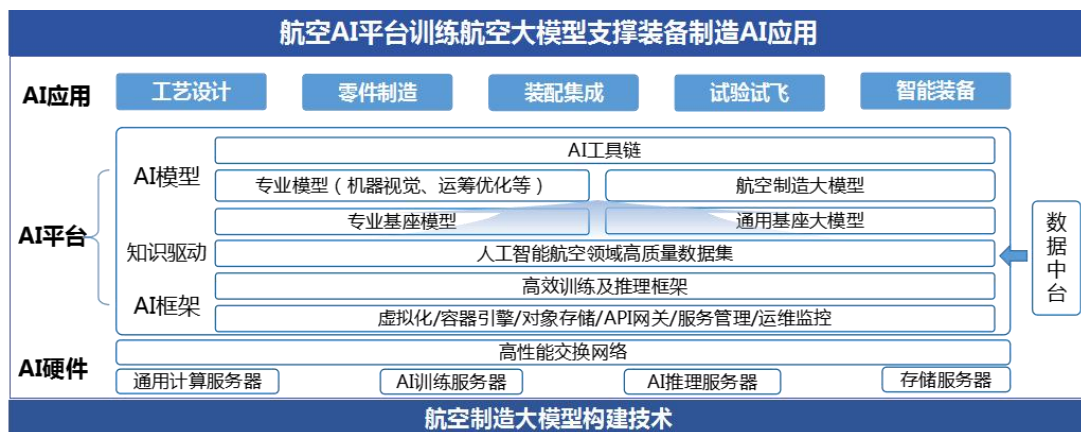 航空AI平台训练航空大模型支撑装备制造AI应用
AI应用
工艺设计
零件制造
装配集成
试验试飞
智能装备
AI平台
AI模型
AI工具链
专业模型（机器视觉、运筹优化等）
航空制造大模型
专业基座模型
通用基座大模型
知识驱动
人工智能航空领域高质量数据集
数据中台
AI框架
高效训练及推理框架
虚拟化/容器引擎/对象存储/API网关/服务管理/运维监控
AI硬件
高性能交换网络
通用计算服务器
AI训练服务器
AI推理服务器
存储服务器
航空制造大模型构建技术